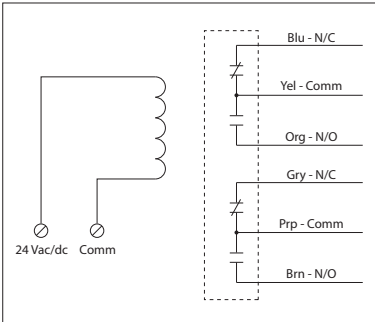 Blu - N/C
Yel - Comm
Org - N/O
Gry - N/C
Prp - Comm
Brn - N/O
24 Vac/dc Comm